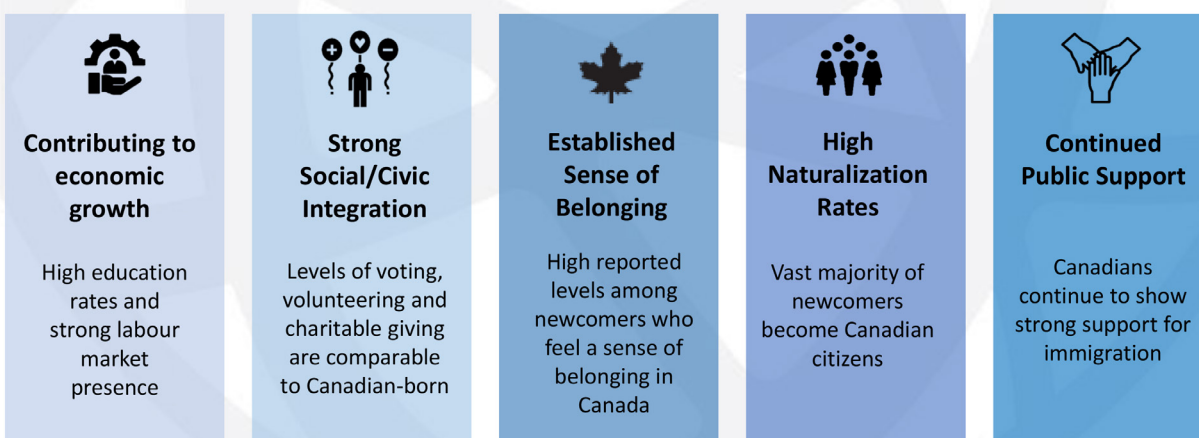 Contributing to
economic
growth
High education
rates and
strong labour
market
presence
Strong
Social/Civic
Integration
Levels of voting,
volunteering and
charitable giving
are comparable
to Canadian-born
Established
Sense of
Belonging
High reported
levels among
newcomers who
feel a sense of
belonging in
Canada
High
Naturalization
Rates
Vast majority of
newcomers
become Canadian
citizens
Continued
Public Support
Canadians
continue to show
strong support for
immigration